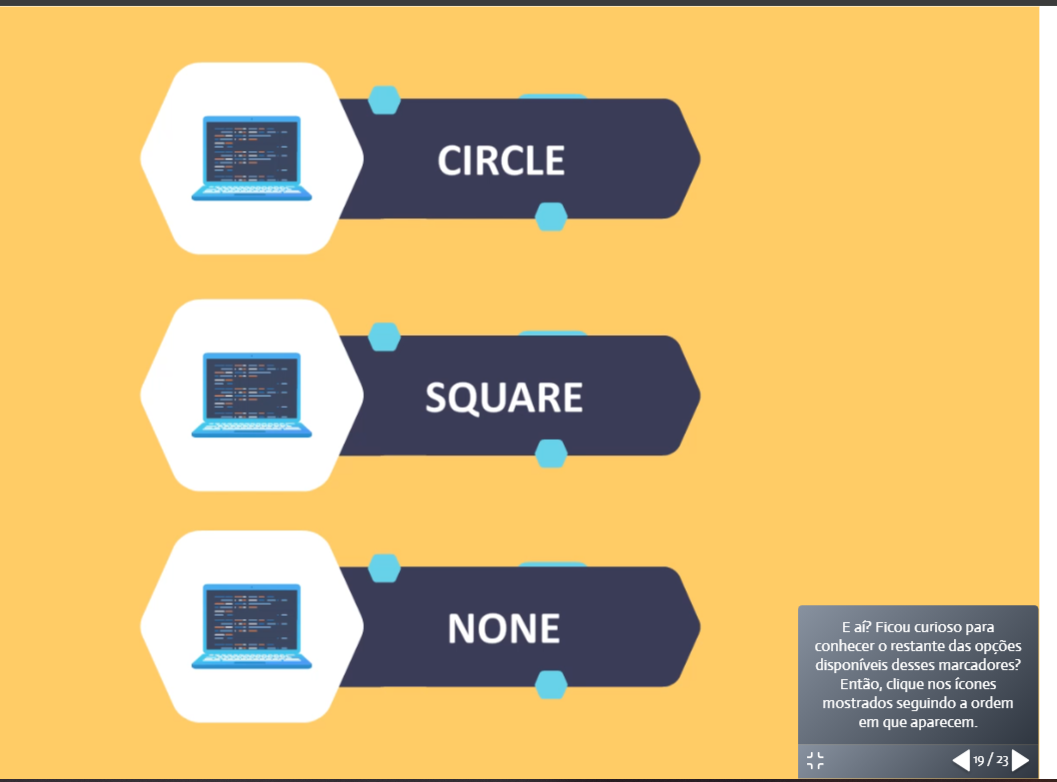 CIRCLE
SQUARE
NONE
E aí? Ficou curioso para
conhecer o restante das opções
disponíveis desses marcadores?
Então, clique nos ícones
mostrados seguindo a ordem
em que aparecem.
19 / 23